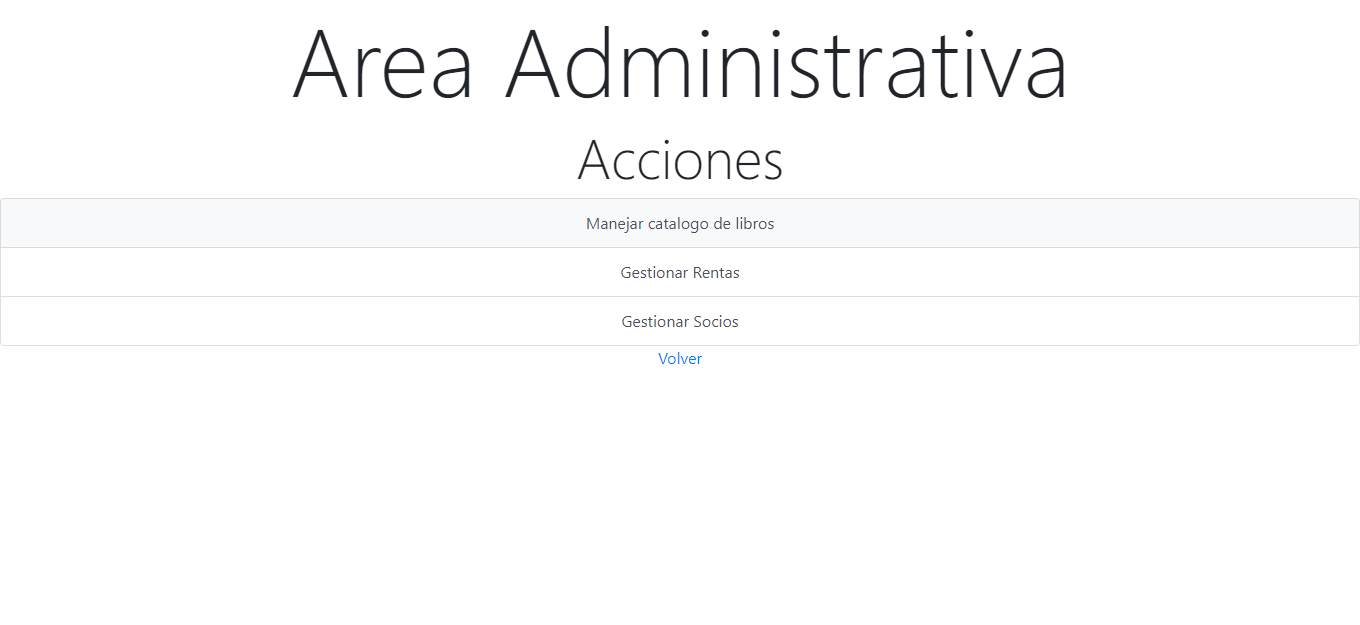 Area Administrativa
Acciones
Manejar catalogo de libros
Gestionar Rentas
Gestionar Socios
Volver